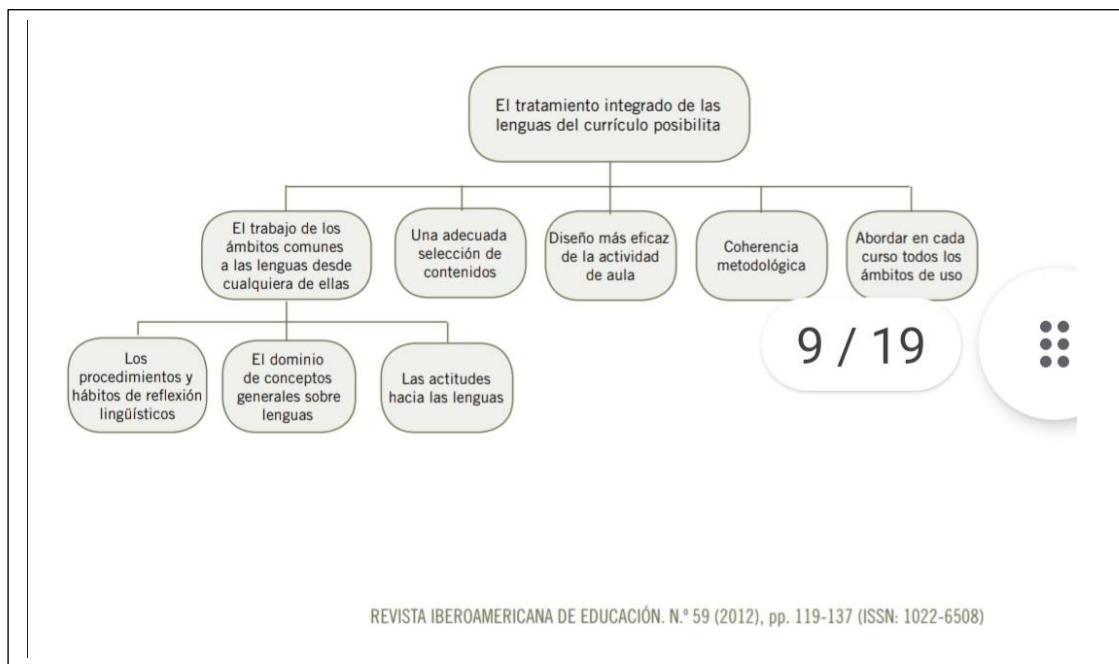 El tratamiento integrado de las
lenguas del currículo posibilita
El trabajo de los
ámbitos comunes
a las lenguas desde
cualquiera de ellas
Una adecuada
selección de
contenidos
Diseño más eficaz
de la actividad
de aula
Coherencia
metodológica
Abordar en cada
curso todos los
ámbitos de uso
Los
procedimientos y
hábitos de reflexión
lingüísticos
El dominio
de conceptos
generales sobre
lenguas
Las actitudes
hacia las lenguas
9 / 19
REVISTA IBEROAMERICANA DE EDUCACIÓN. N.º 59 (2012), pp. 119-137 (ISSN: 1022-6508)